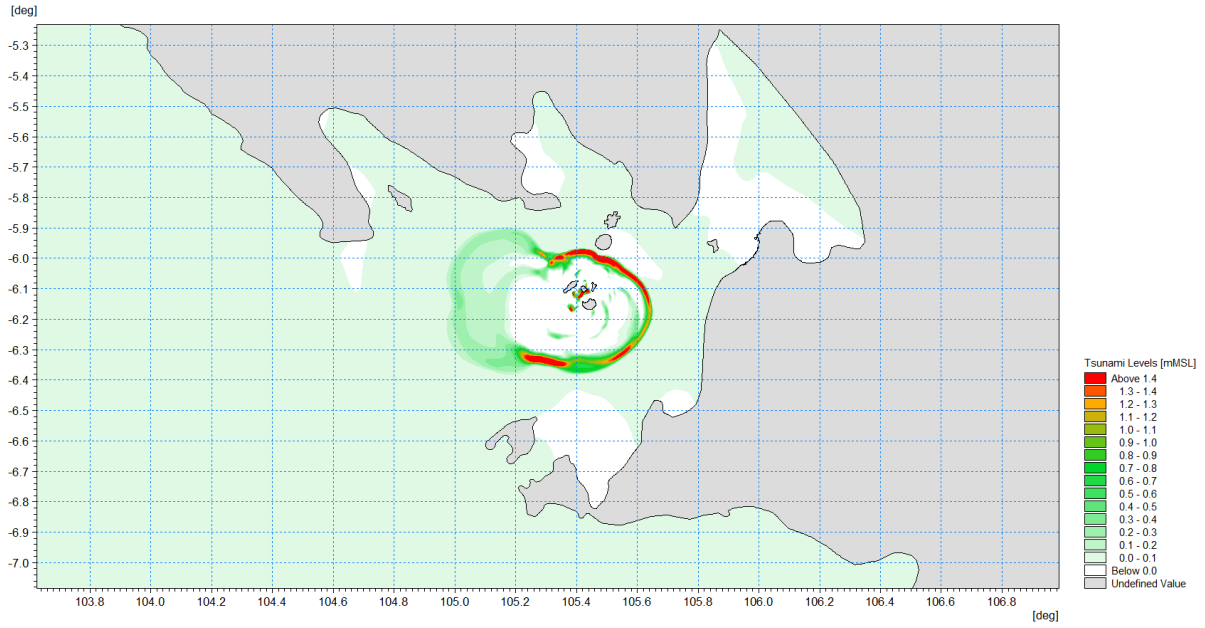 [deg]
-5.3
-5.4
-5.5
-5.6
-5.7
-5.8
-5.9
-6.0
-6.1
-6.2
-6.3
-6.4
-6.5
-6.6
-6.7
-6.8
-6.9
-7.0
103.8 104.0 104.2 104.4 104.6 104.8 105.0 105.2 105.4 105.6 105.8 106.0 106.2 106.4 106.6 106.8
[deg]
Tsunami Levels [mMSL]
Above 1.4
1.3 - 1.4
1.2 - 1.3
1.1 - 1.2
1.0 - 1.1
0.9 - 1.0
0.8 - 0.9
0.7 - 0.8
0.6 - 0.7
0.5 - 0.6
0.4 - 0.5
0.3 - 0.4
0.2 - 0.3
0.1 - 0.2
0.0 - 0.1
Below 0.0
Undefined Value